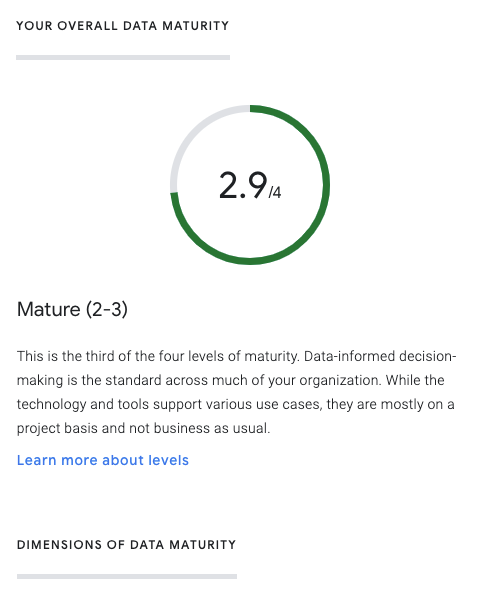 YOUR OVERALL DATA MATURITY
2.9/4
Mature (2-3)
This is the third of the four levels of maturity. Data-informed decision-
making is the standard across much of your organization. While the
technology and tools support various use cases, they are mostly on a
project basis and not business as usual.
Learn more about levels
DIMENSIONS OF DATA MATURITY